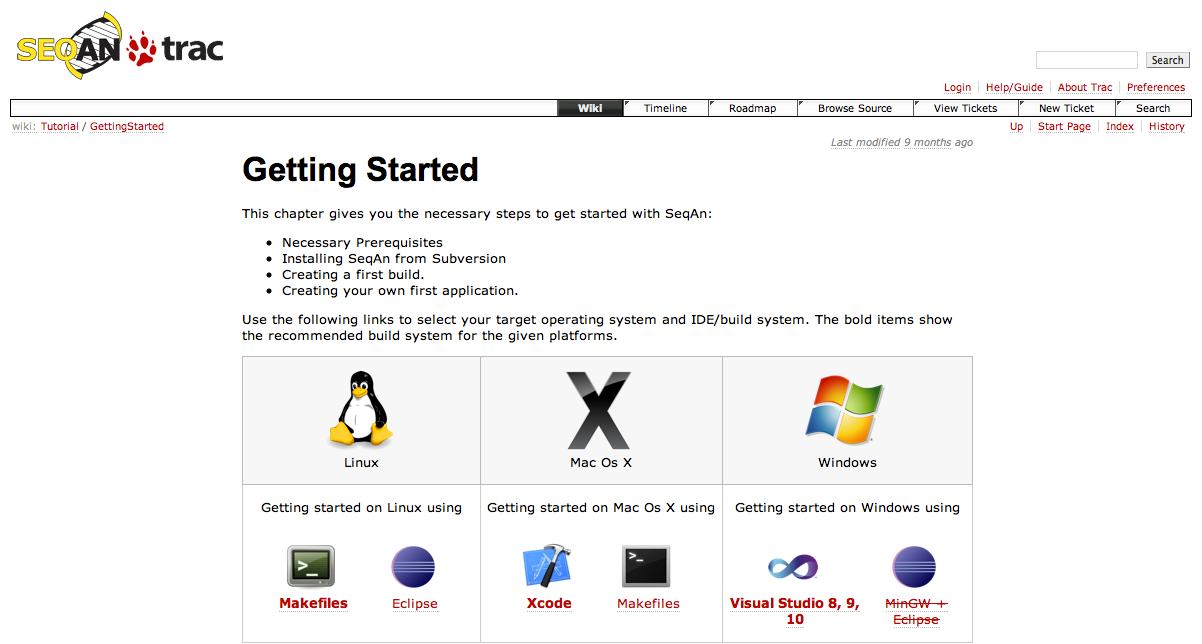 SEQAN trac
Search
Login Help/Guide About Trac Preferences
Wiki Timeline Roadmap Browse Source View Tickets New Ticket Search
wiki: Tutorial / GettingStarted
Up Start Page Index History
Last modified 9 months ago
Getting Started
This chapter gives you the necessary steps to get started with SeqAn:
• Necessary Prerequisites
• Installing SeqAn from Subversion
• Creating a first build.
• Creating your own first application.
Use the following links to select your target operating system and IDE/build system. The bold items show
the recommended build system for the given platforms.
Linux Mac Os X Windows
Getting started on Linux using Getting started on Mac Os X using Getting started on Windows using
Makefiles Eclipse Xcode Makefiles Visual Studio 8, 9, MinGW +
10 Eclipse